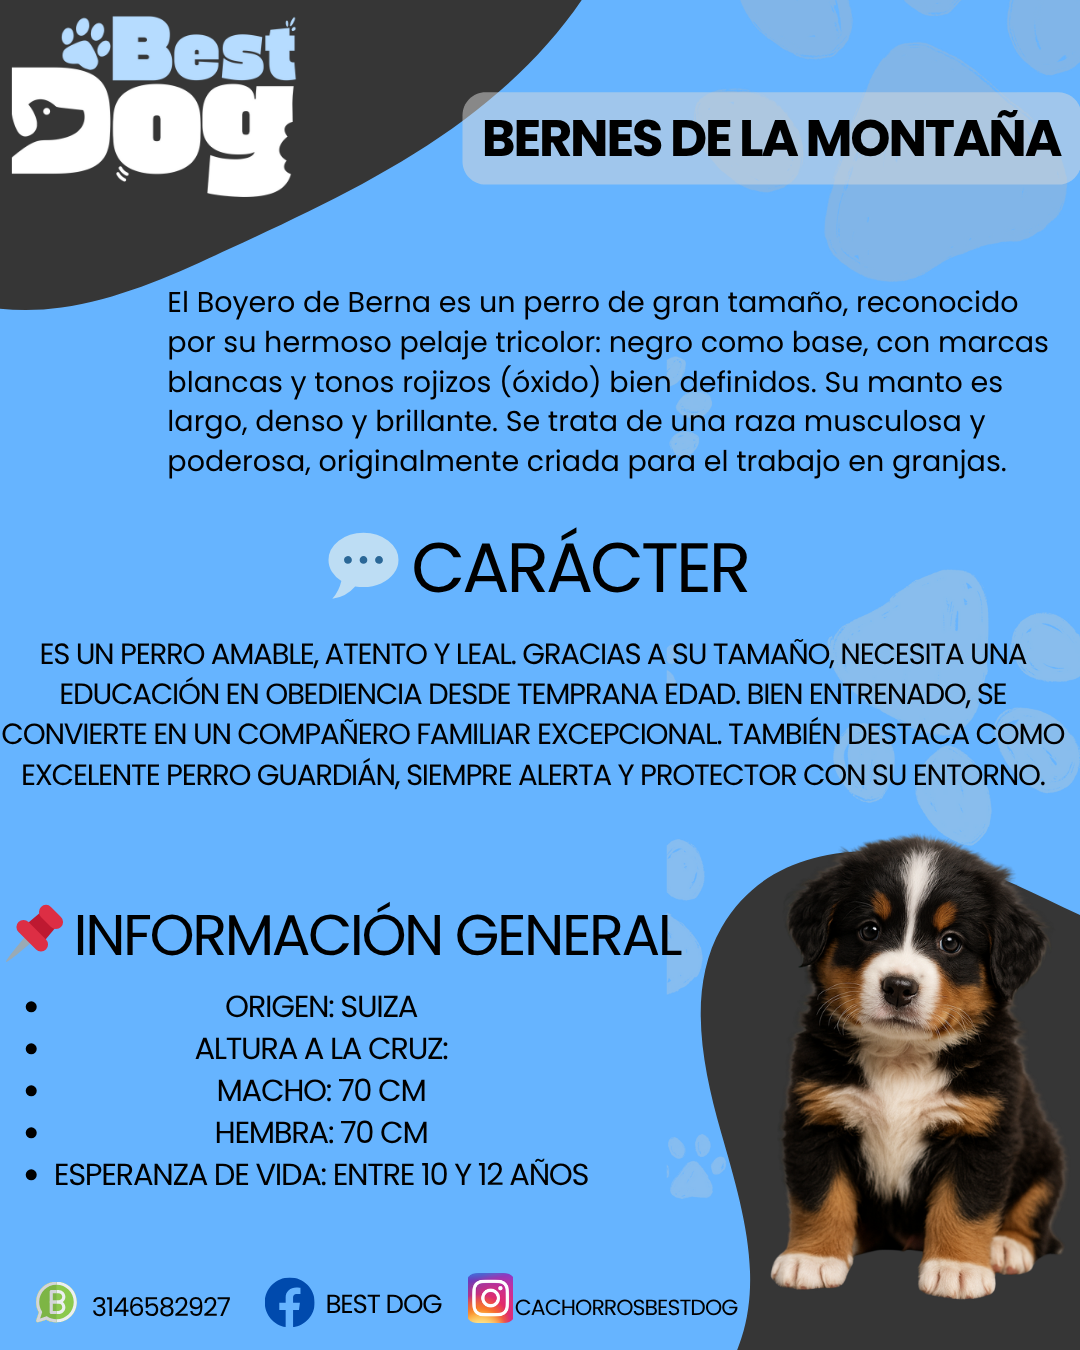 Best
Dog
BERNES DE LA MONTAÑA
El Boyero de Berna es un perro de gran tamaño, reconocido
por su hermoso pelaje tricolor: negro como base, con marcas
blancas y tonos rojizos (óxido) bien definidos. Su manto es
largo, denso y brillante. Se trata de una raza musculosa y
poderosa, originalmente criada para el trabajo en granjas.
CARÁCTER
ES UN PERRO AMABLE, ATENTO Y LEAL. GRACIAS A SU TAMAÑO, NECESITA UNA
EDUCACIÓN EN OBEDIENCIA DESDE TEMPRANA EDAD. BIEN ENTRENADO, SE
CONVIERTE EN UN COMPAÑERO FAMILIAR EXCEPCIONAL. TAMBIÉN DESTACA COMO
EXCELENTE PERRO GUARDIÁN, SIEMPRE ALERTA Y PROTECTOR CON SU ENTORNO.
INFORMACIÓN GENERAL
• ORIGEN: SUIZA
• ALTURA A LA CRUZ:
• MACHO: 70 CM
• HEMBRA: 70 CM
• ESPERANZA DE VIDA: ENTRE 10 Y 12 AÑOS
B 3146582927 BEST DOG CACHORROSBESTDOG